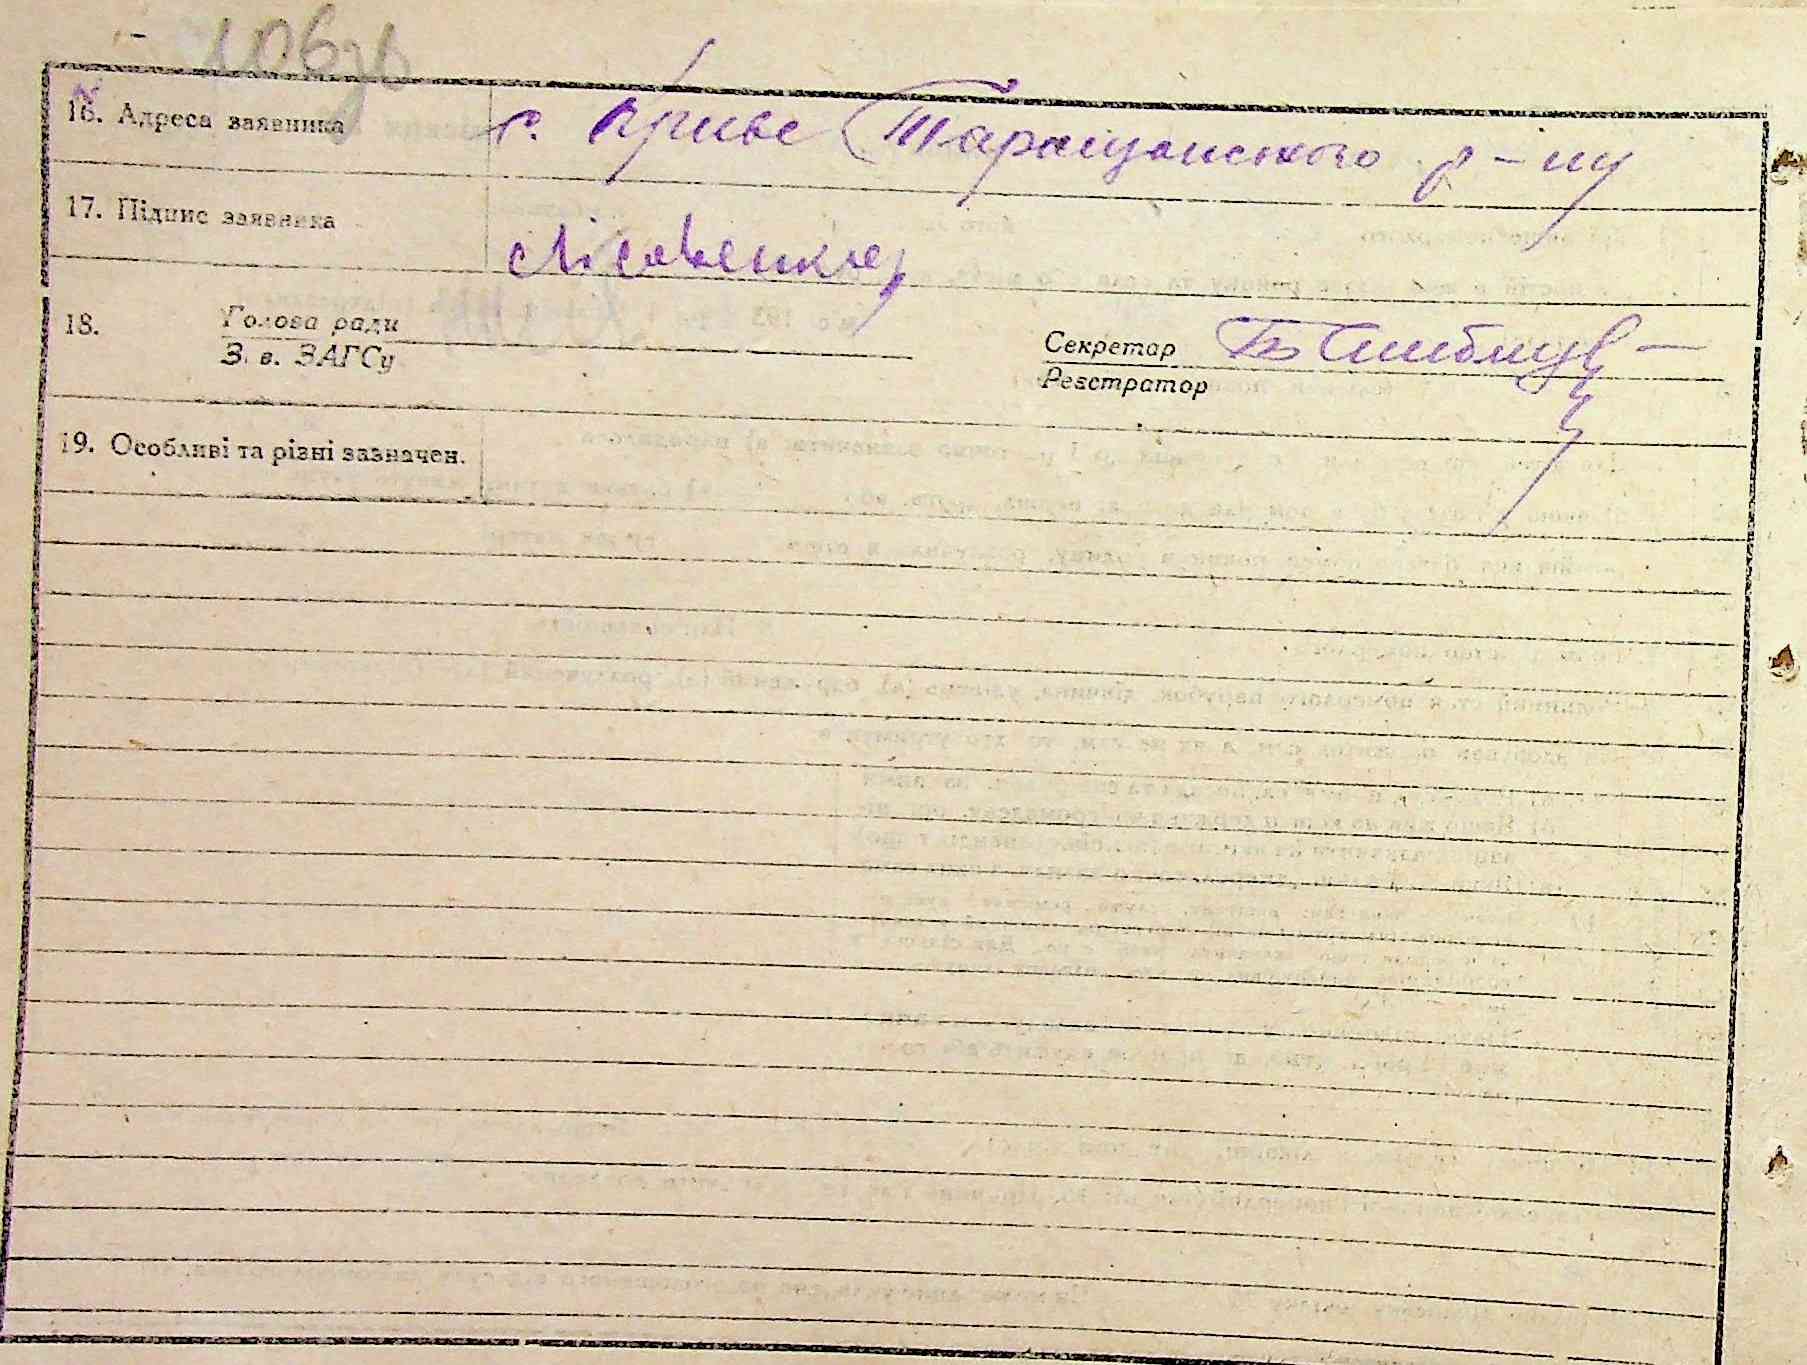 106зв
16. Адреса заявника с. Криве Таращанського р-ну
17. Підпис заявника Лісовенко
18. Голова ради Секретар
З. в. ЗАГСу Реєстратор
19. Особливі та різні зазначен.